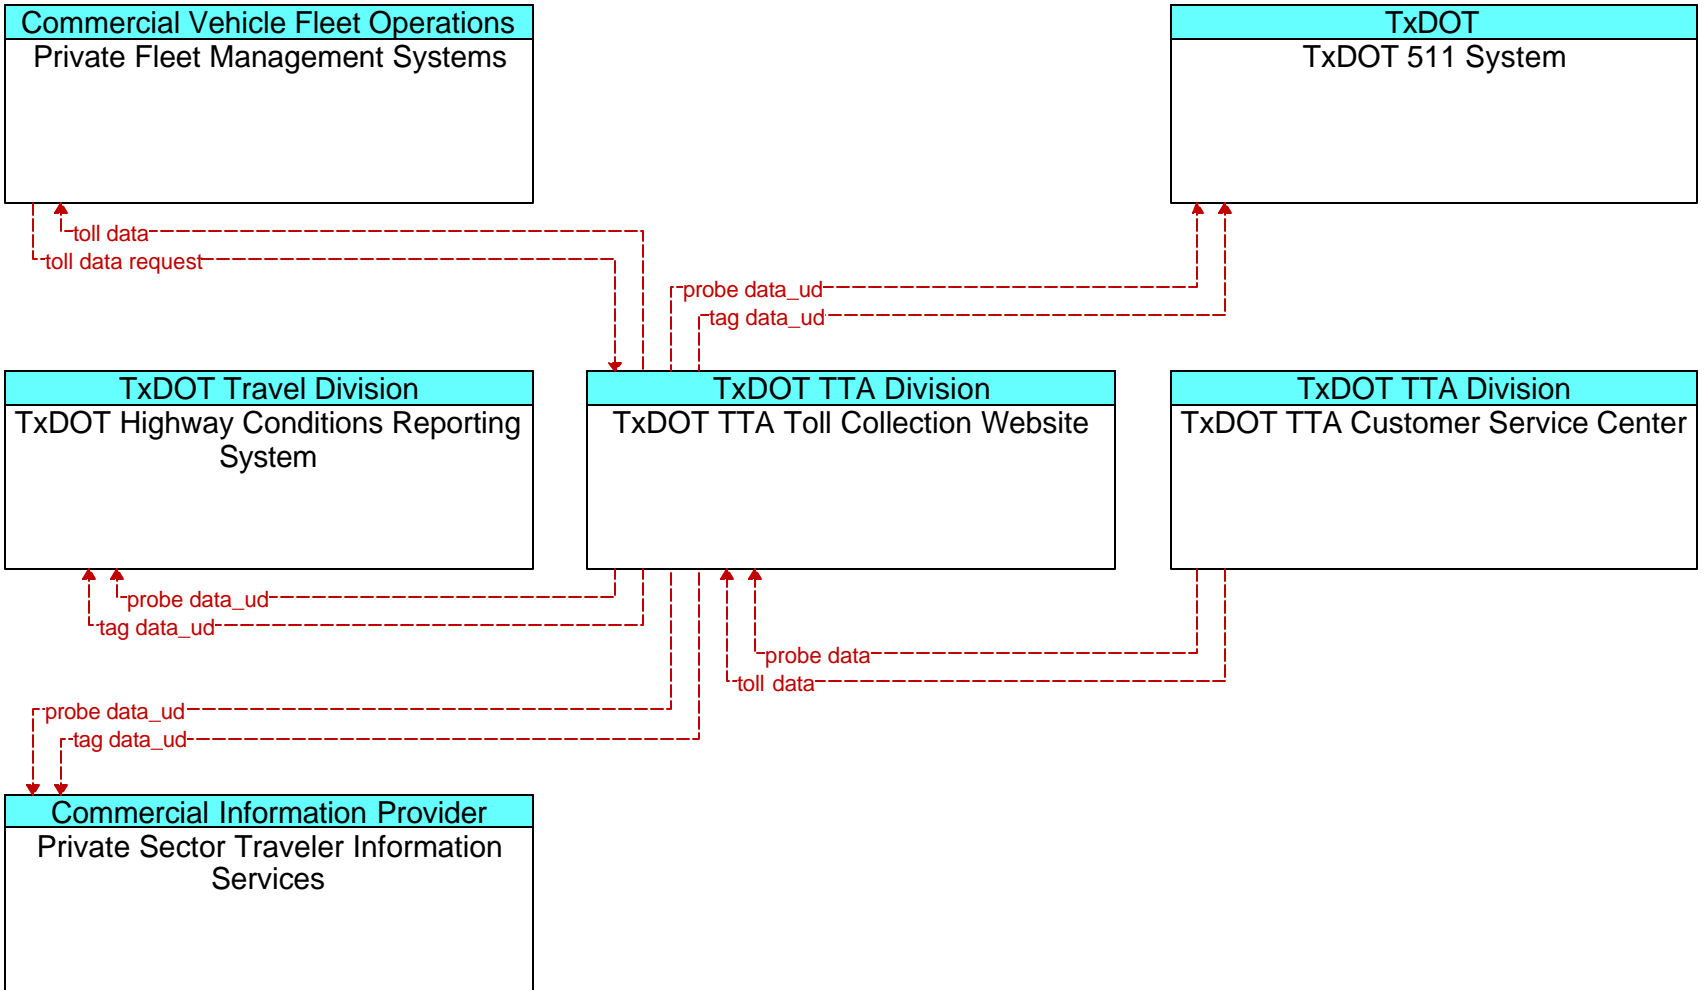 Commercial Vehicle Fleet Operations
Private Fleet Management Systems
TxDOT
TxDOT 511 System
toll data
toll data request
probe data_ud
tag data_ud
TxDOT Travel Division
TxDOT Highway Conditions Reporting
System
TxDOT TTA Division
TxDOT TTA Toll Collection Website
TxDOT TTA Division
TxDOT TTA Customer Service Center
probe data_ud
tag data_ud
probe data
toll data
probe data_ud
tag data_ud
Commercial Information Provider
Private Sector Traveler Information
Services